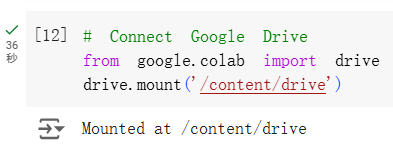 [12] # Connect Google Drive
36 from google.colab import drive
秒 drive.mount('/content/drive')
Mounted at /content/drive